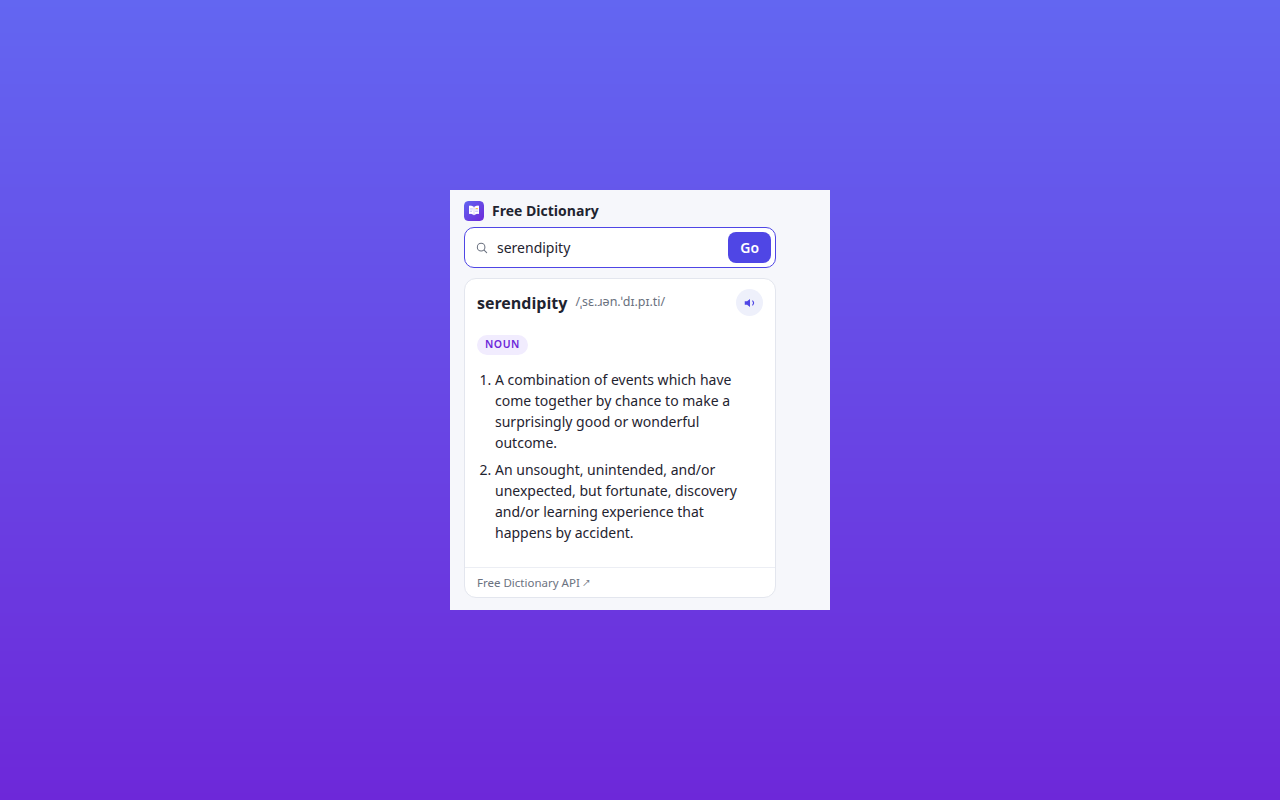 Free Dictionary
serendipity
Go
serendipity /ˌsɛ.ɹən.ˈdɪ.pɪ.ti/
NOUN
1. A combination of events which have
come together by chance to make a
surprisingly good or wonderful
outcome.
2. An unsought, unintended, and/or
unexpected, but fortunate, discovery
and/or learning experience that
happens by accident.
Free Dictionary API ↗